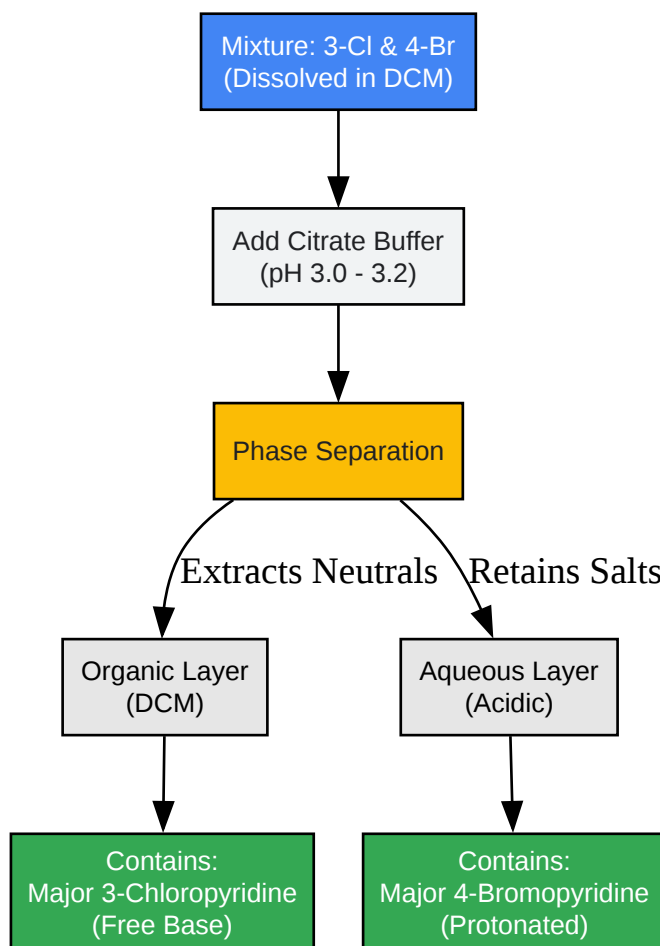 Mixture: 3-Cl & 4-Br
(Dissolved in DCM)
Add Citrate Buffer
(pH 3.0 - 3.2)
Phase Separation
Extracts Neutrals
Retains Salts
Organic Layer
(DCM)
Aqueous Layer
(Acidic)
Contains:
Major 3-Chloropyridine
(Free Base)
Contains:
Major 4-Bromopyridine
(Protonated)